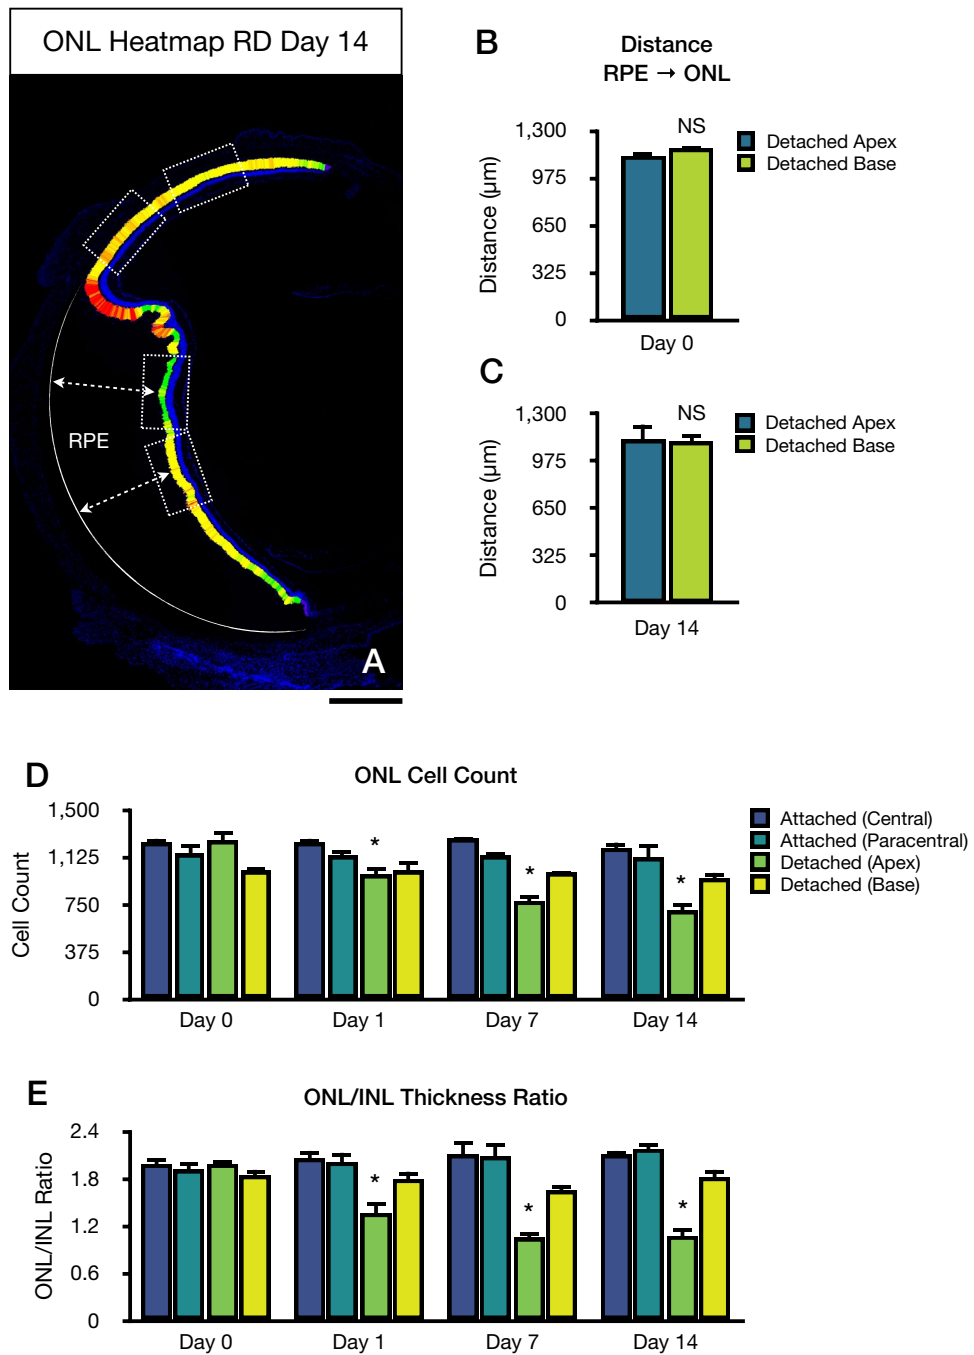 ONL Heatmap RD Day 14
RPE
A
B
Distance
RPE → ONL
Distance (µm)
1,300
975
650
325
0
NS
Day 0
Detached Apex
Detached Base
C
Distance (µm)
1,300
975
650
325
0
NS
Day 14
Detached Apex
Detached Base
D
ONL Cell Count
Cell Count
1,500
1,125
750
375
0
*
*
*
Day 0 Day 1 Day 7 Day 14
Attached (Central)
Attached (Paracentral)
Detached (Apex)
Detached (Base)
E
ONL/INL Thickness Ratio
ONL/INL Ratio
2.4
1.8
1.2
0.6
0
*
*
*
Day 0 Day 1 Day 7 Day 14